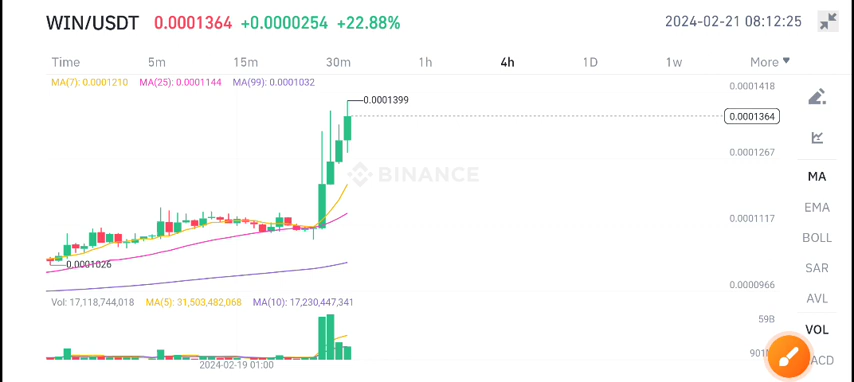 WIN/USDT 0.0001364 +0.0000254 +22.88% 2024-02-21 08:12:25
Time 5m 15m 30m 1h 4h 1D 1w More
MA(7): 0.0001210 MA(25): 0.0001144 MA(99): 0.0001032
0.0001418
0.0001399
0.0001364
0.0001267
BINANCE
0.0001117
0.0001026
0.0000966
MA
EMA
BOLL
SAR
AVL
VOL
Vol: 17,118,744,018 MA(5): 31,503,482,068 MA(10): 17,230,447,341
59B
2024-02-19 01:00